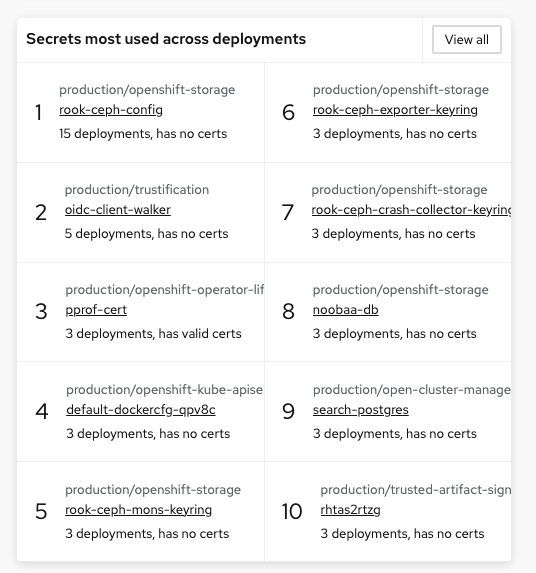 Secrets most used across deployments
View all
1
production/openshift-storage
rook-ceph-config
15 deployments, has no certs
2
production/trustification
oidc-client-walker
5 deployments, has no certs
3
production/openshift-operator-lif
pprof-cert
3 deployments, has valid certs
4
production/openshift-kube-apise
default-dockercfg-qpv8c
3 deployments, has no certs
5
production/openshift-storage
rook-ceph-mons-keyring
3 deployments, has no certs
6
production/openshift-storage
rook-ceph-exporter-keyring
3 deployments, has no certs
7
production/openshift-storage
rook-ceph-crash-collector-keyring
3 deployments, has no certs
8
production/openshift-storage
noobaa-db
3 deployments, has no certs
9
production/open-cluster-manage
search-postgres
3 deployments, has no certs
10
production/trusted-artifact-sign
rhtas2rtzg
3 deployments, has no certs